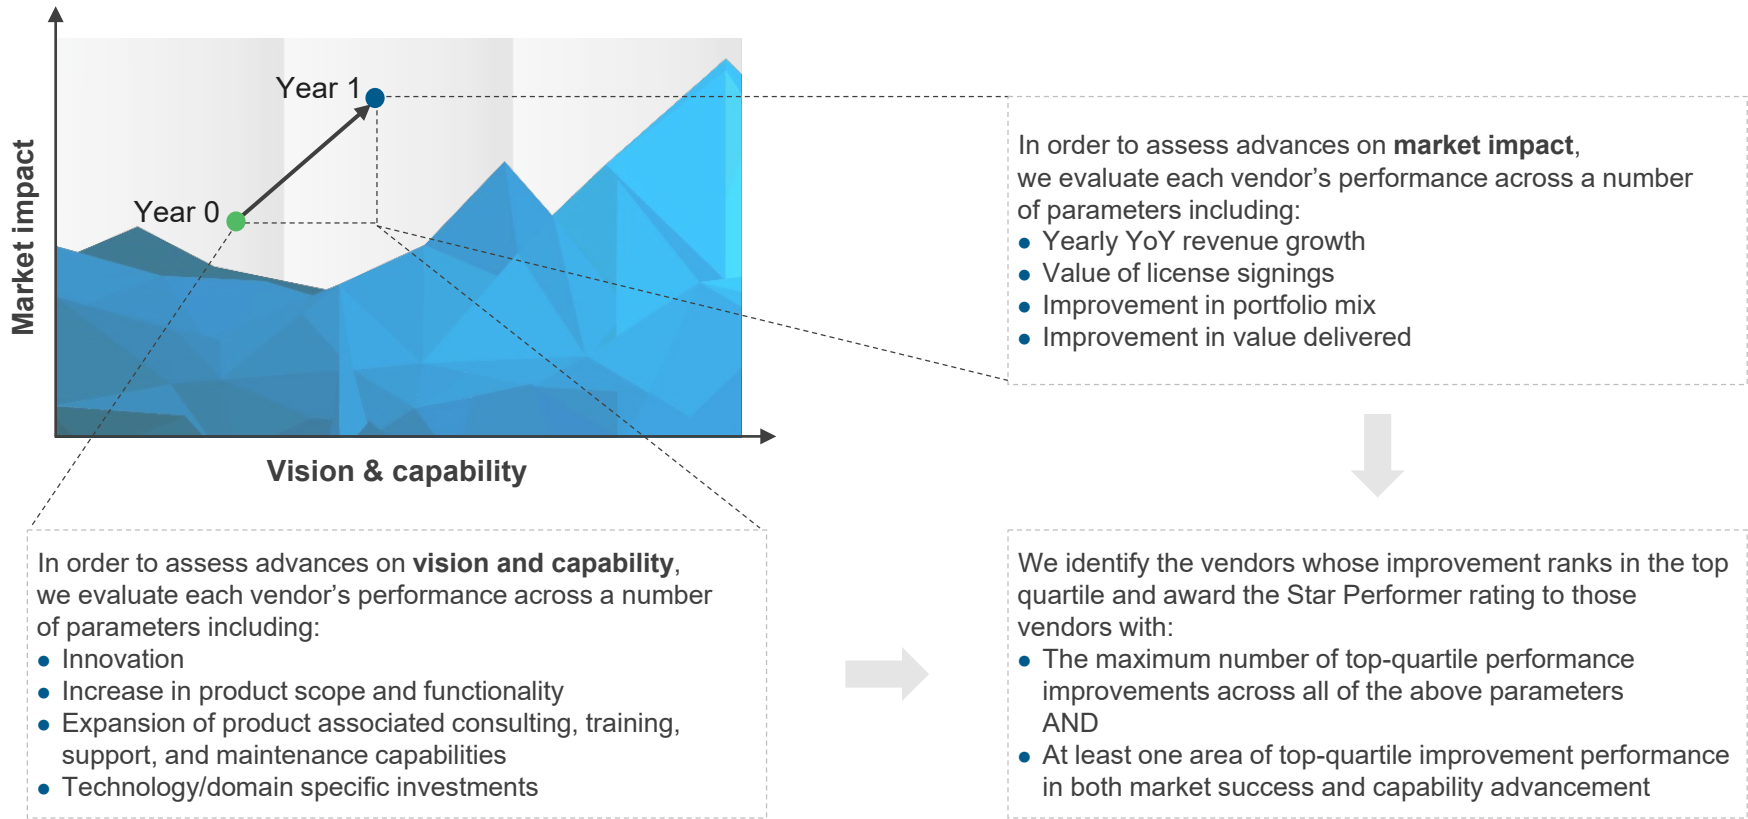 Market impact
Year 1
Year 0
Vision & capability
In order to assess advances on market impact,
we evaluate each vendor’s performance across a number
of parameters including:
● Yearly YoY revenue growth
● Value of license signings
● Improvement in portfolio mix
● Improvement in value delivered
In order to assess advances on vision and capability,
we evaluate each vendor’s performance across a number
of parameters including:
● Innovation
● Increase in product scope and functionality
● Expansion of product associated consulting, training,
support, and maintenance capabilities
● Technology/domain specific investments
We identify the vendors whose improvement ranks in the top
quartile and award the Star Performer rating to those
vendors with:
● The maximum number of top-quartile performance
improvements across all of the above parameters
AND
● At least one area of top-quartile improvement performance
in both market success and capability advancement